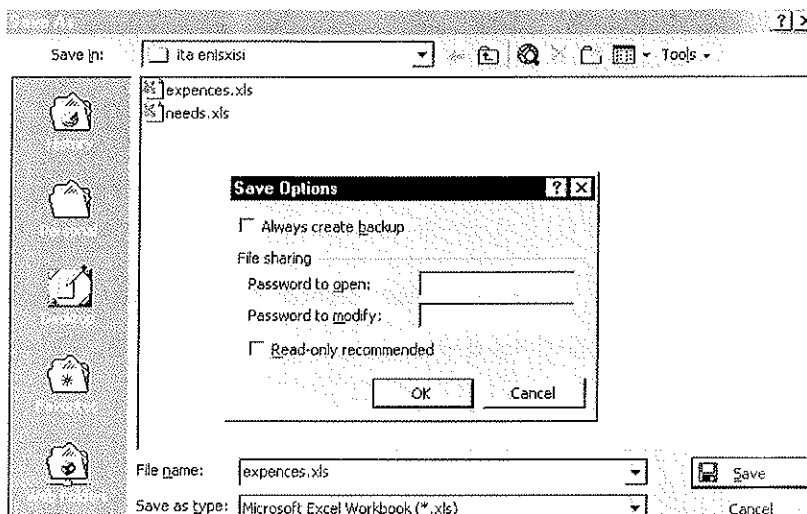 Save As
Save in:
ita enisxisi
Tools
expences.xls
needs.xls
Save Options
Always create backup
File sharing
Password to open:
Password to modify:
Read-only recommended
OK
Cancel
File name:
expences.xls
Save
Save as type:
Microsoft Excel Workbook (*.xls)
Cancel